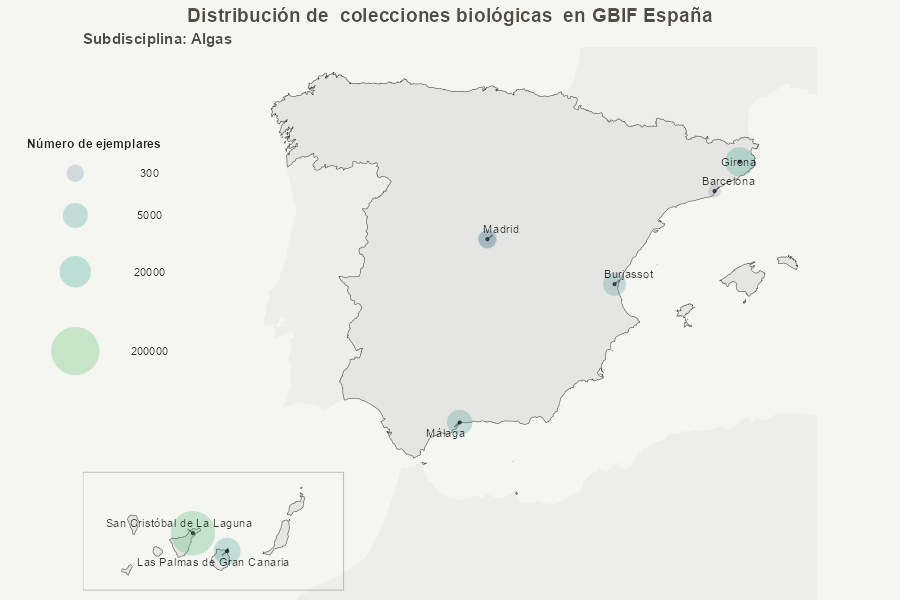 Distribución de colecciones biológicas en GBIF España
Subdisciplina: Algas
Número de ejemplares
300
5000
20000
200000
Girona
Barcelona
Madrid
Burjassot
Málaga
San Cristóbal de La Laguna
Las Palmas de Gran Canaria